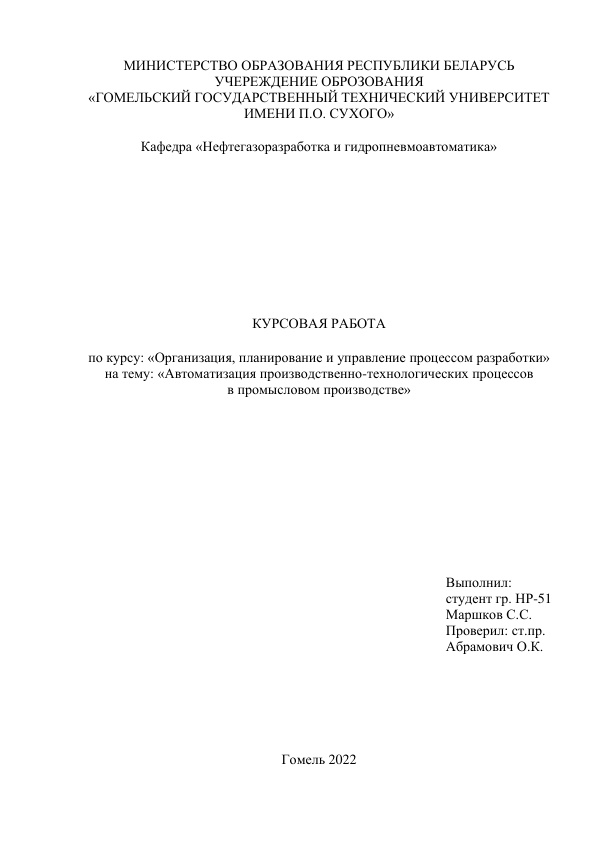 МИНИСТЕРСТВО ОБРАЗОВАНИЯ РЕСПУБЛИКИ БЕЛАРУСЬ
УЧЕРЕЖДЕНИЕ ОБРОЗОВАНИЯ
«ГОМЕЛЬСКИЙ ГОСУДАРСТВЕННЫЙ ТЕХНИЧЕСКИЙ УНИВЕРСИТЕТ
ИМЕНИ П.О. СУХОГО»
Кафедра «Нефтегазоразработка и гидропневмоавтоматика»
КУРСОВАЯ РАБОТА
по курсу: «Организация, планирование и управление процессом разработки»
на тему: «Автоматизация производственно-технологических процессов
в промысловом производстве»
Выполнил:
студент гр. НР-51
Маршков С.С.
Проверил: ст.пр.
Абрамович О.К.
Гомель 2022